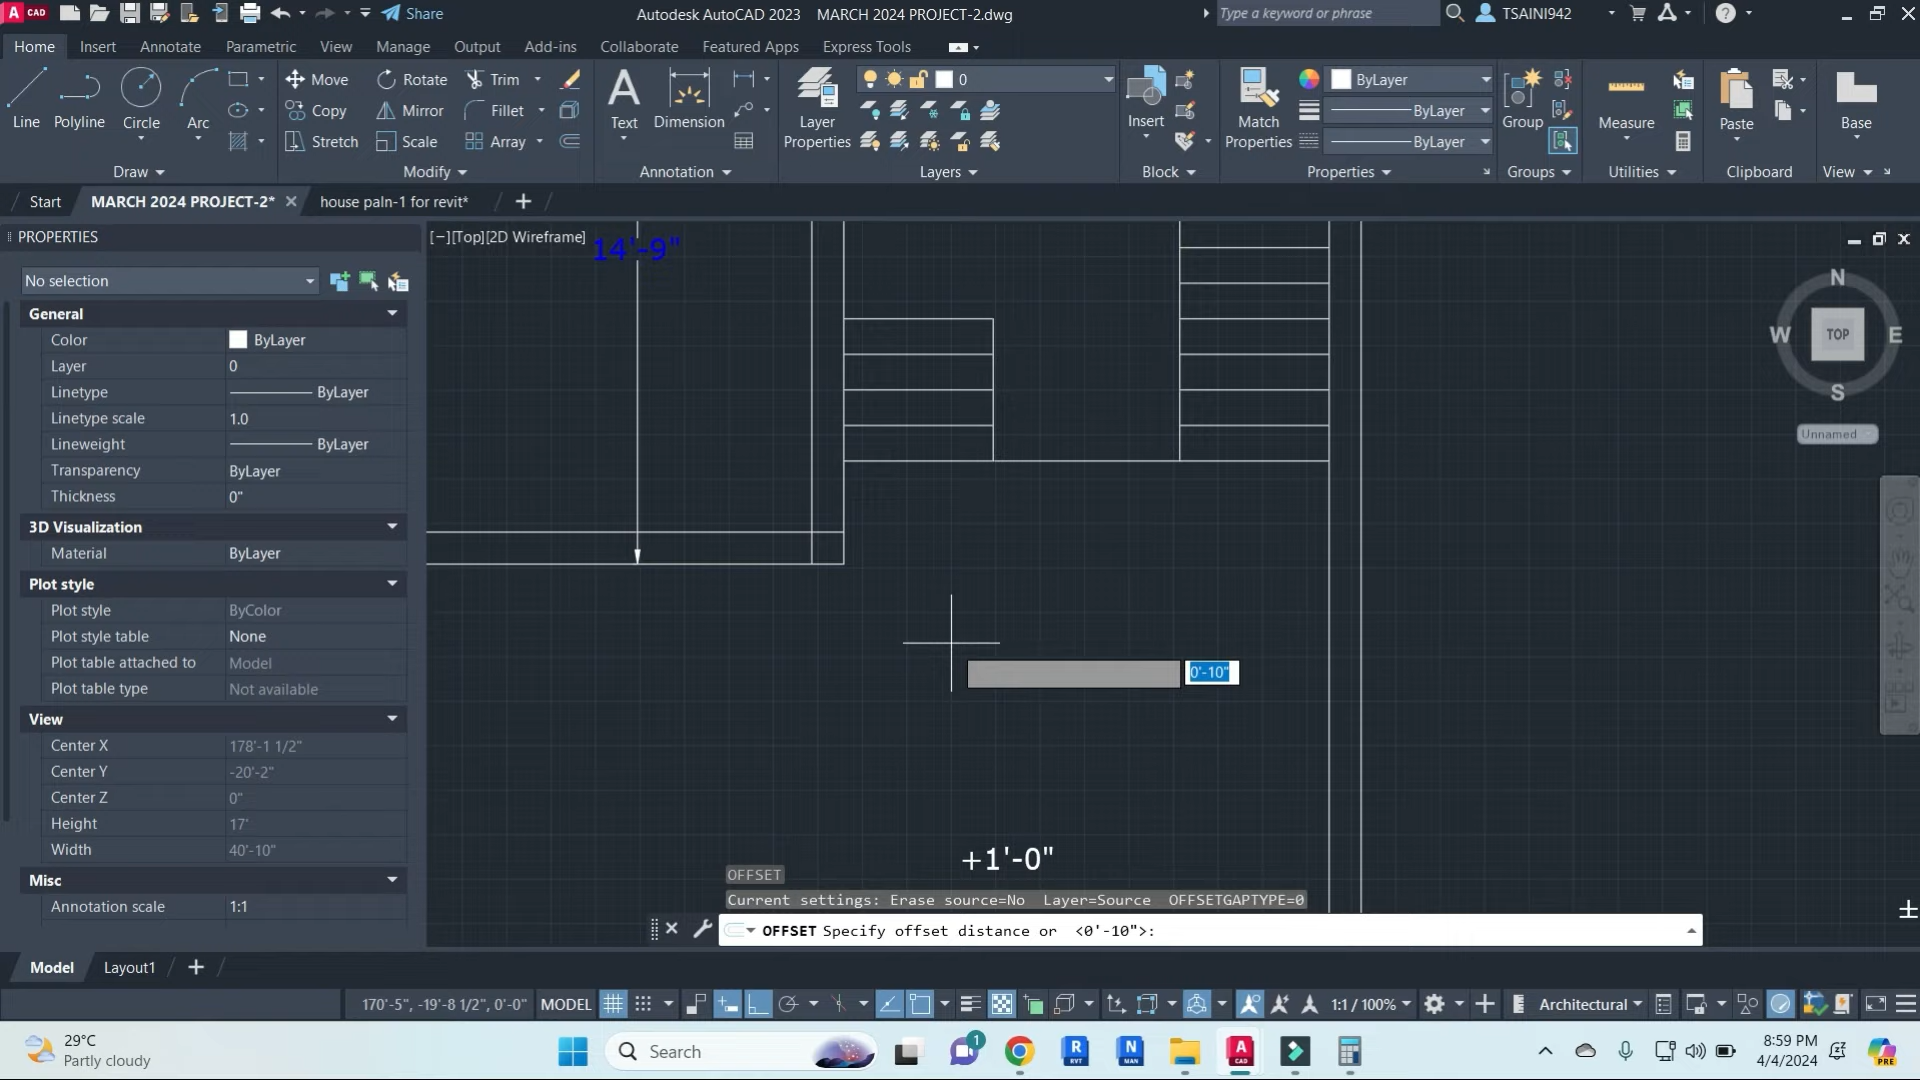 Share
Autodesk AutoCAD 2023 MARCH 2024 PROJECT-2.dwg
Type a keyword or phrase
TSAINI942
Home Insert Annotate Parametric View Manage Output Add-ins Collaborate Featured Apps Express Tools
Line Polyline Circle Arc
Move Rotate Trim
Copy Mirror Fillet
Stretch Scale Array
Text Dimension
Layer Properties
0
Insert
Match Properties
ByLayer
ByLayer
ByLayer
Group
Measure
Paste
Base
Draw Modify Annotation Layers Block Properties Groups Utilities Clipboard View
Start MARCH 2024 PROJECT-2* house paln-1 for revit*
PROPERTIES
No selection
General
Color ByLayer
Layer 0
Linetype ByLayer
Linetype scale 1.0
Lineweight ByLayer
Transparency ByLayer
Thickness 0"
3D Visualization
Material ByLayer
Plot style
Plot style ByColor
Plot style table None
Plot table attached to Model
Plot table type Not available
View
Center X 178'-1 1/2"
Center Y -20'-2"
Center Z 0"
Height 17'
Width 40'-10"
Misc
Annotation scale 1:1
[−][Top][2D Wireframe]
14'-9"
N
W TOP E
S
Unnamed
0'-10"
+1'-0"
±
OFFSET
Current settings: Erase source=No Layer=Source OFFSETGAPTYPE=0
OFFSET Specify offset distance or <0'-10">:
Model Layout1
170'-5", -19'-8 1/2", 0'-0" MODEL 1:1 / 100% Architectural
29°C
Partly cloudy
Search
1
RVT
MAN
CAD
8:59 PM
4/4/2024
PRE